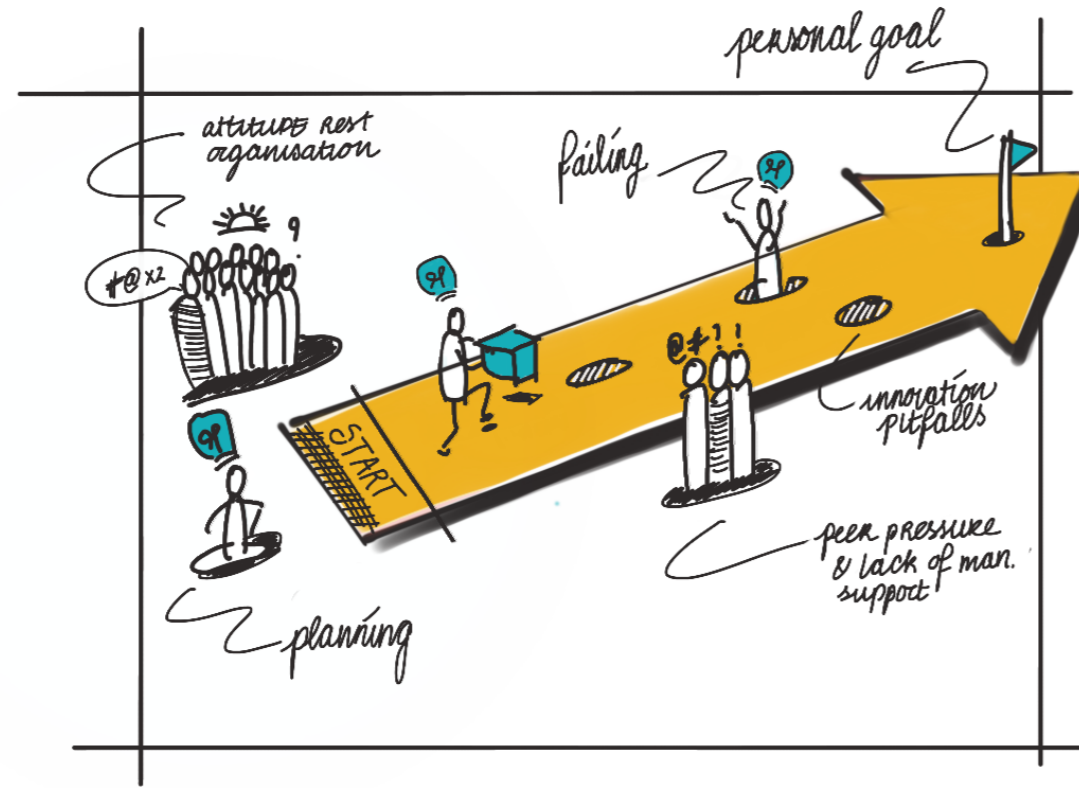 personal goal
attitude rest
organisation
failing
#@x2
?
START
@#?!
innovation
pitfalls
peer pressure
& lack of man.
support
planning